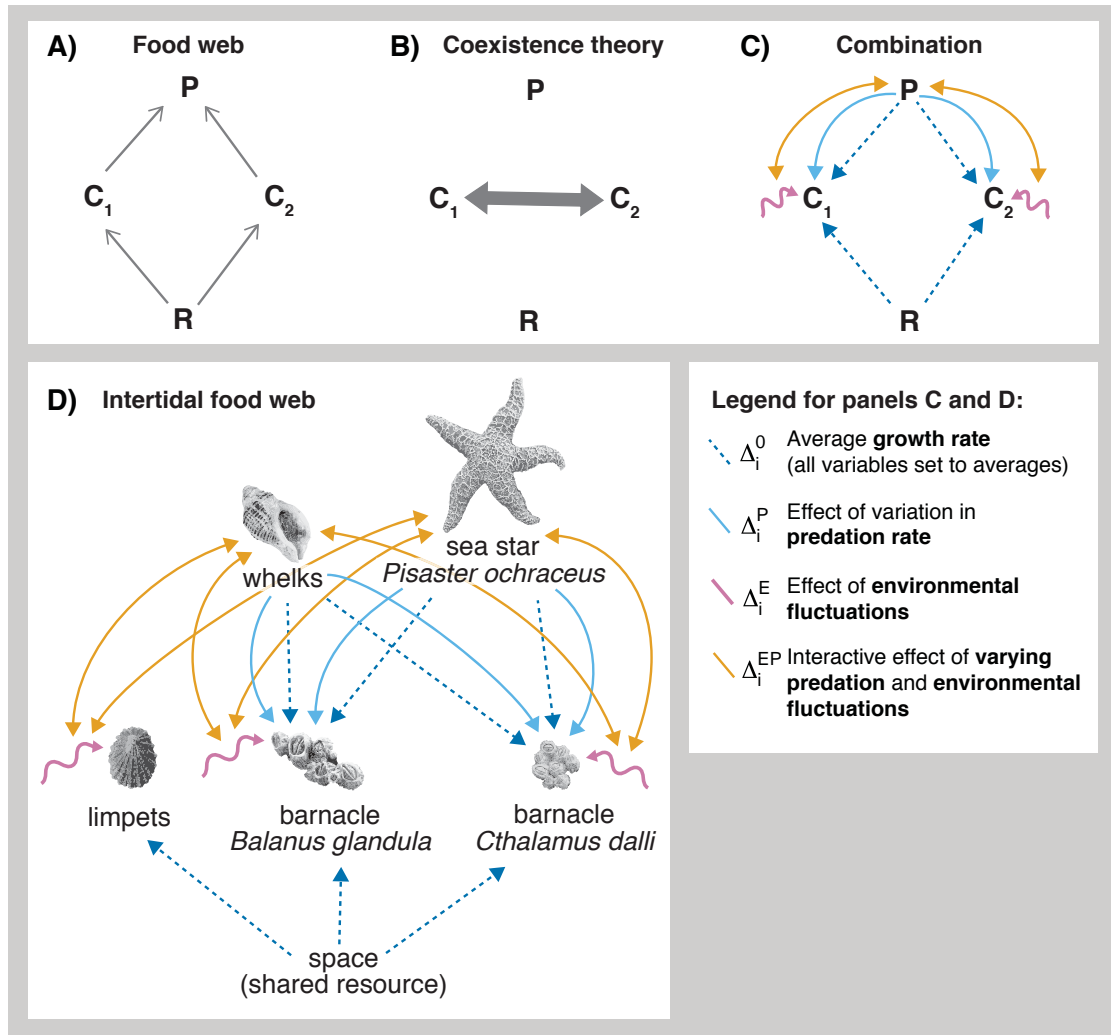 A) Food web
P
C1
C2
R
B) Coexistence theory
P
C1
C2
R
C) Combination
P
C1
C2
R
D) Intertidal food web
whelks
sea star
Pisaster ochraceus
limpets
barnacle
Balanus glandula
barnacle
Cthalamus dalli
space
(shared resource)
Legend for panels C and D:
Δi0 Average growth rate
(all variables set to averages)
ΔiP Effect of variation in
predation rate
ΔiE Effect of environmental
fluctuations
ΔiEP Interactive effect of varying
predation and environmental
fluctuations